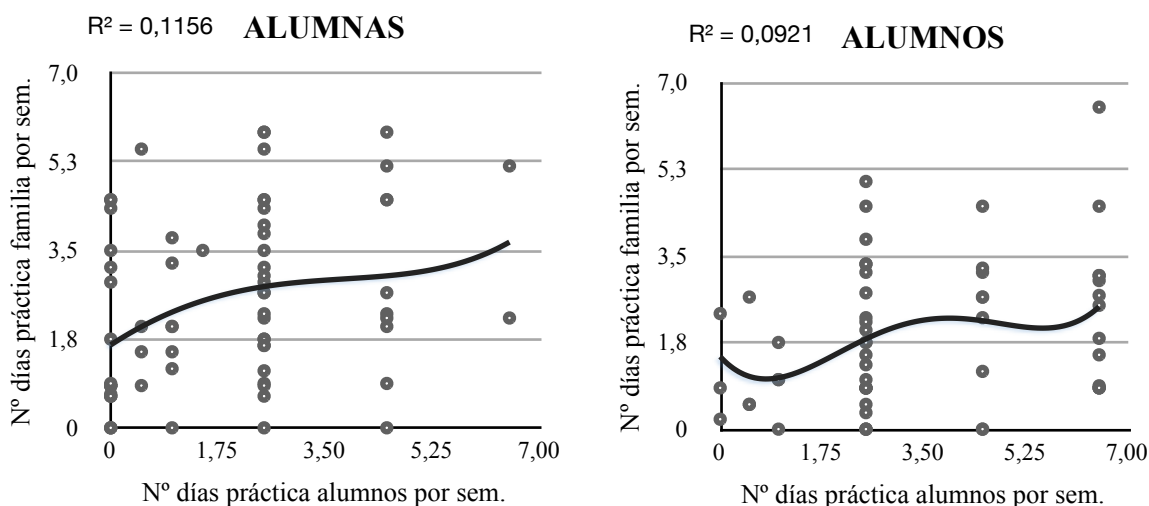 R² = 0,1156 ALUMNAS
Nº días práctica familia por sem.
7,0
5,3
3,5
1,8
0
0 1,75 3,50 5,25 7,00
Nº días práctica alumnos por sem.
R² = 0,0921 ALUMNOS
Nº días práctica familia por sem.
7,0
5,3
3,5
1,8
0
0 1,75 3,50 5,25 7,00
Nº días práctica alumnos por sem.